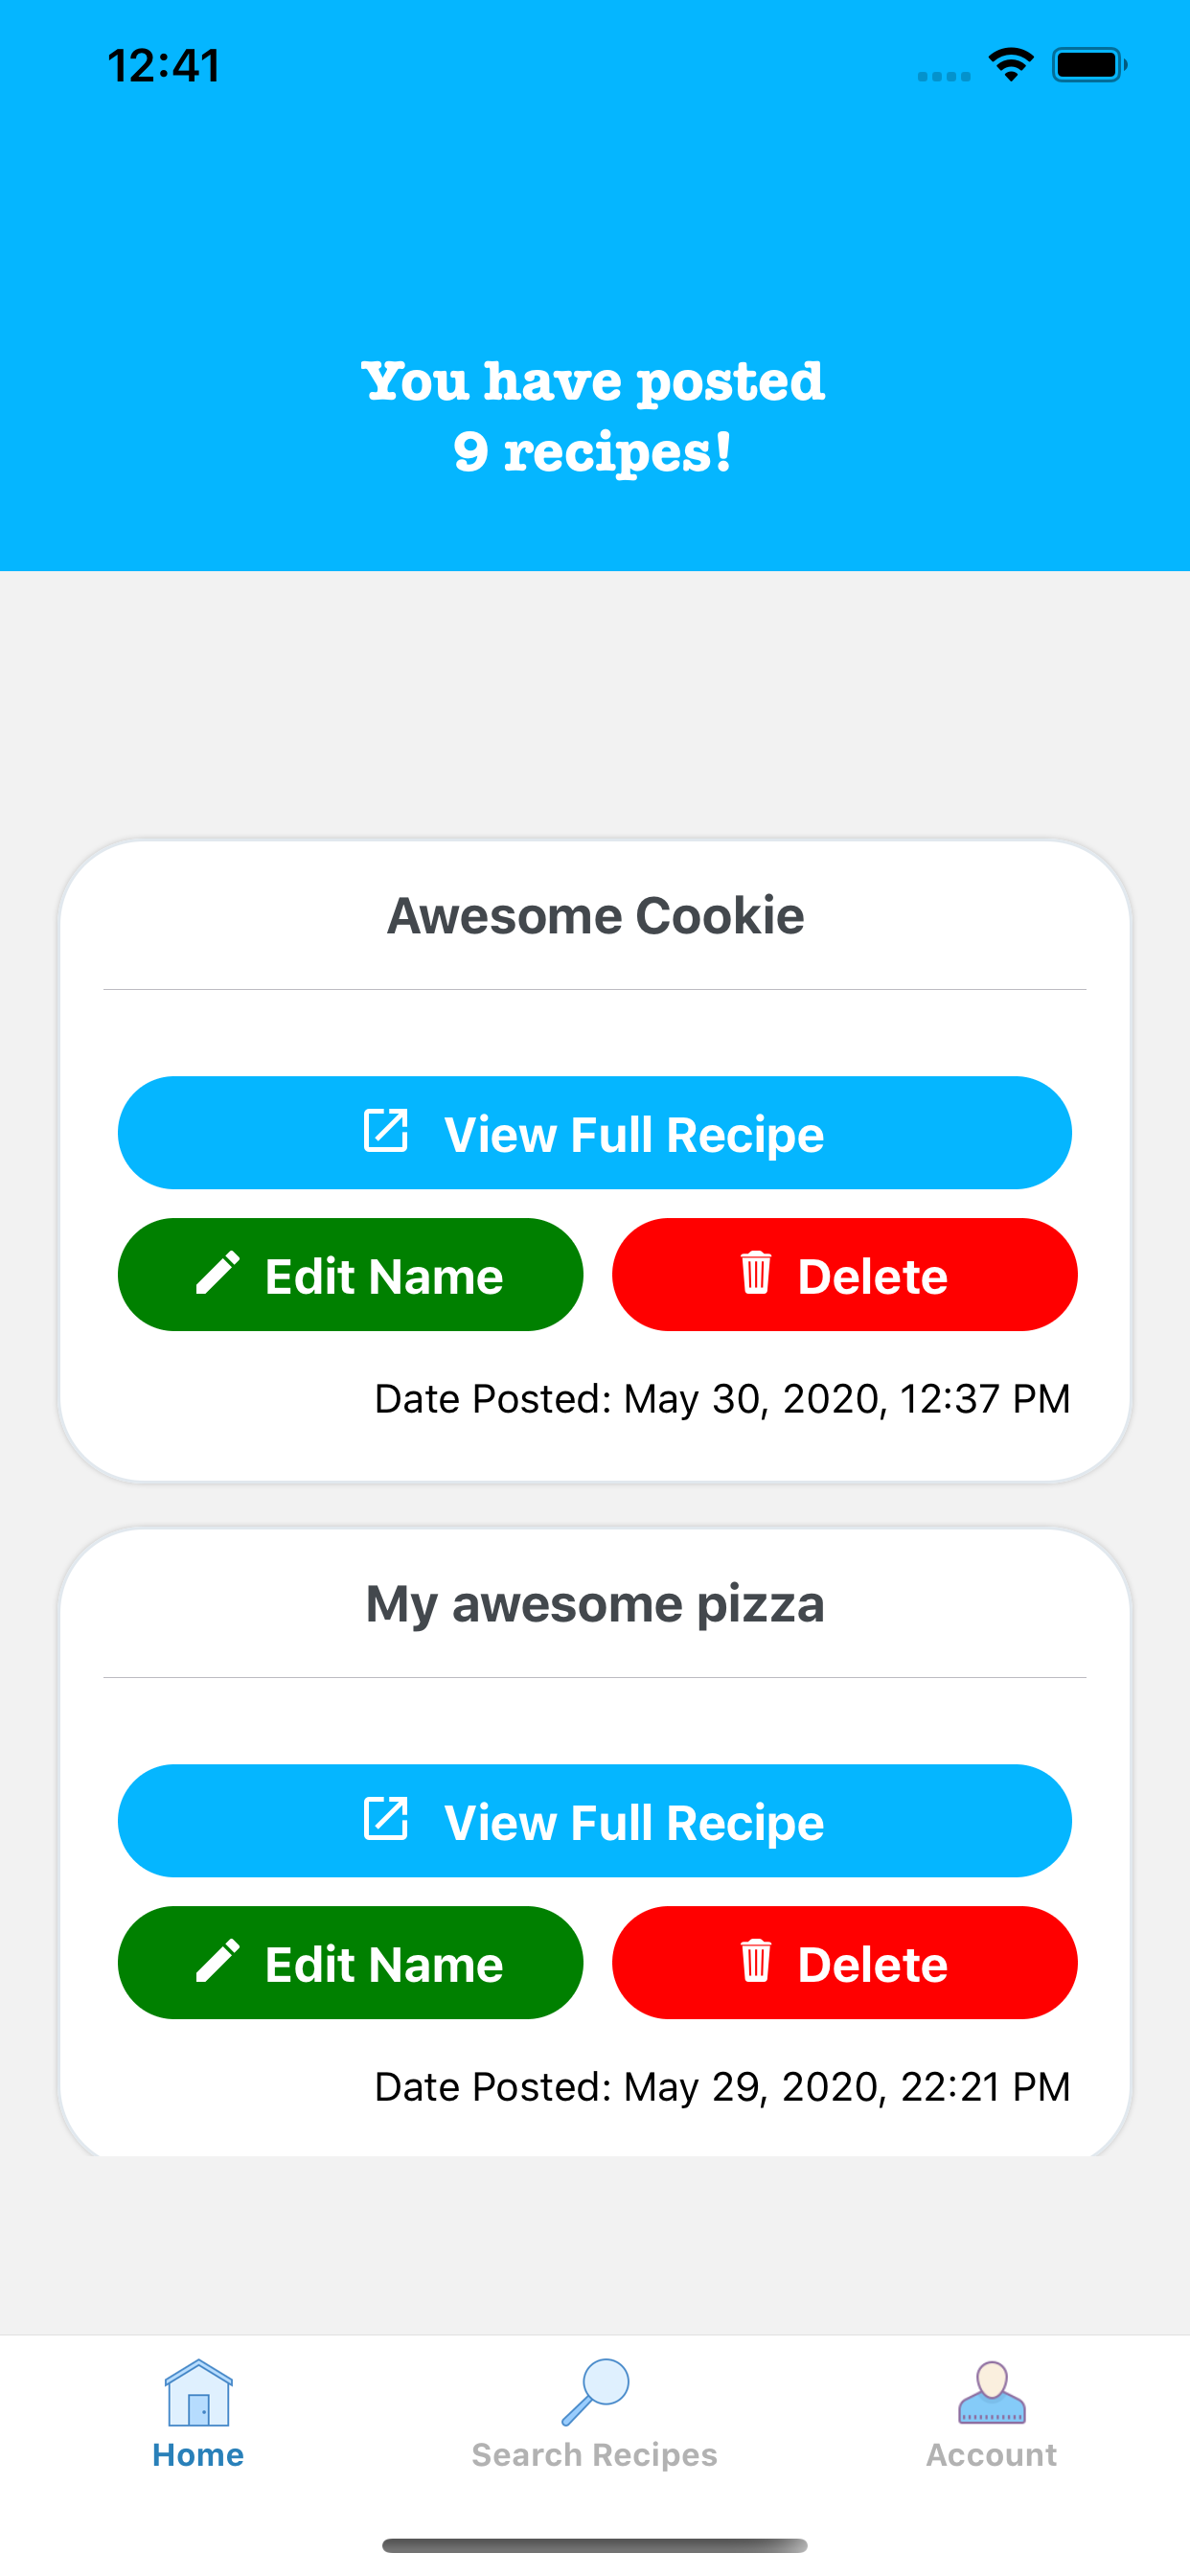 12:41
You have posted
9 recipes!
Awesome Cookie
View Full Recipe
Edit Name
Delete
Date Posted: May 30, 2020, 12:37 PM
My awesome pizza
View Full Recipe
Edit Name
Delete
Date Posted: May 29, 2020, 22:21 PM
Home
Search Recipes
Account